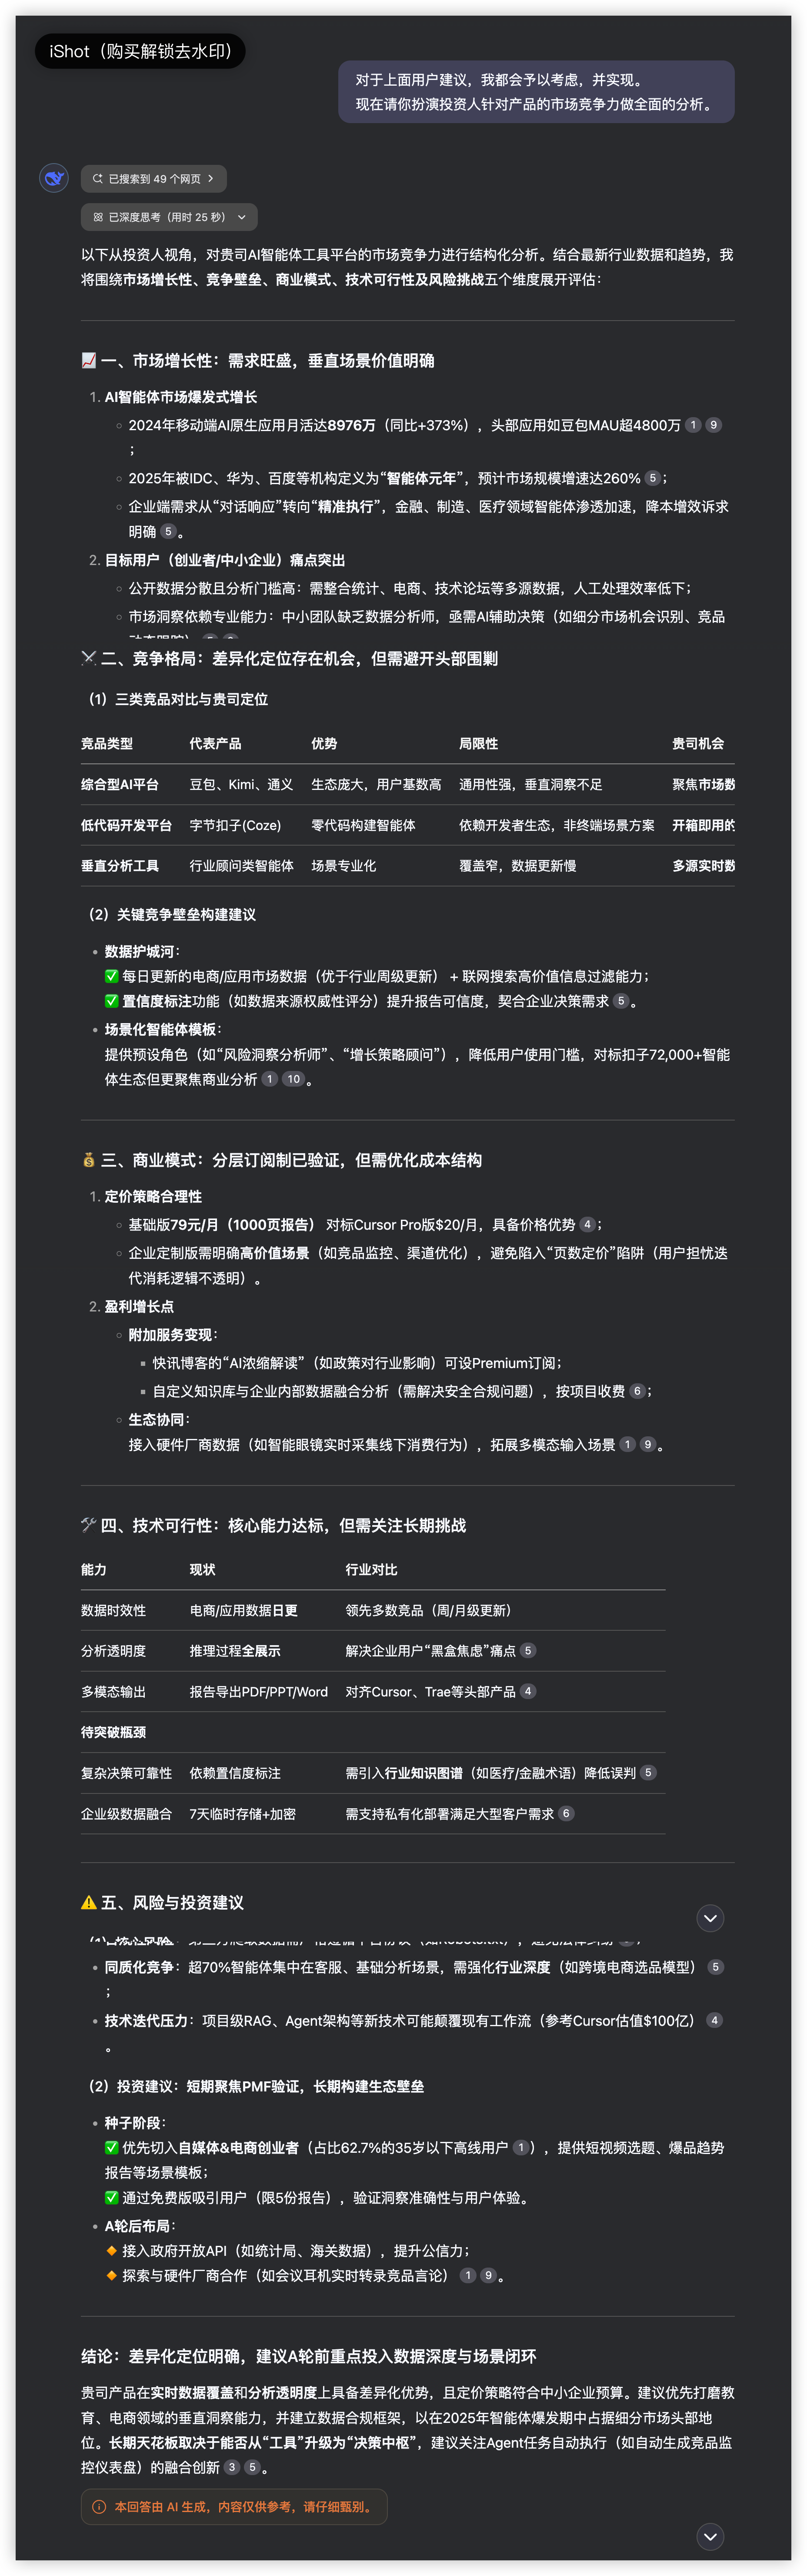 iShot（购买解锁去水印）
对于上面用户建议，我都会予以考虑，并实现。
现在请你扮演投资人针对产品的市场竞争力做全面的分析。
已搜索到 49 个网页
已深度思考（用时 25 秒）
以下从投资人视角，对贵司AI智能体工具平台的市场竞争力进行结构化分析。结合最新行业数据和趋势，我
将围绕市场增长性、竞争壁垒、商业模式、技术可行性及风险挑战五个维度展开评估：
📈 一、市场增长性：需求旺盛，垂直场景价值明确
1. AI智能体市场爆发式增长
◦ 2024年移动端AI原生应用月活达8976万（同比+373%），头部应用如豆包MAU超4800万 1 9
；
◦ 2025年被IDC、华为、百度等机构定义为“智能体元年”，预计市场规模增速达260% 5 ；
◦ 企业端需求从“对话响应”转向“精准执行”，金融、制造、医疗领域智能体渗透加速，降本增效诉求
明确 5 。
2. 目标用户（创业者/中小企业）痛点突出
◦ 公开数据分散且分析门槛高：需整合统计、电商、技术论坛等多源数据，人工处理效率低下；
◦ 市场洞察依赖专业能力：中小团队缺乏数据分析师，亟需AI辅助决策（如细分市场机会识别、竞品
⚔ 二、竞争格局：差异化定位存在机会，但需避开头部围剿
（1）三类竞品对比与贵司定位
竞品类型 代表产品 优势 局限性 贵司机会
综合型AI平台 豆包、Kimi、通义 生态庞大，用户基数高 通用性强，垂直洞察不足 聚焦市场数
低代码开发平台 字节扣子(Coze) 零代码构建智能体 依赖开发者生态，非终端场景方案 开箱即用的
垂直分析工具 行业顾问类智能体 场景专业化 覆盖窄，数据更新慢 多源实时数
（2）关键竞争壁垒构建建议
• 数据护城河：
✅ 每日更新的电商/应用市场数据（优于行业周级更新） + 联网搜索高价值信息过滤能力；
✅ 置信度标注功能（如数据来源权威性评分）提升报告可信度，契合企业决策需求 5 。
• 场景化智能体模板：
提供预设角色（如“风险洞察分析师”、“增长策略顾问”），降低用户使用门槛，对标扣子72,000+智能
体生态但更聚焦商业分析 1 10 。
💰 三、商业模式：分层订阅制已验证，但需优化成本结构
1. 定价策略合理性
◦ 基础版79元/月（1000页报告） 对标Cursor Pro版$20/月，具备价格优势 4 ；
◦ 企业定制版需明确高价值场景（如竞品监控、渠道优化），避免陷入“页数定价”陷阱（用户担忧迭
代消耗逻辑不透明）。
2. 盈利增长点
◦ 附加服务变现：
▪ 快讯博客的“AI浓缩解读”（如政策对行业影响）可设Premium订阅；
▪ 自定义知识库与企业内部数据融合分析（需解决安全合规问题），按项目收费 6 ；
◦ 生态协同：
接入硬件厂商数据（如智能眼镜实时采集线下消费行为），拓展多模态输入场景 1 9 。
🛠 四、技术可行性：核心能力达标，但需关注长期挑战
能力 现状 行业对比
数据时效性 电商/应用数据日更 领先多数竞品（周/月级更新）
分析透明度 推理过程全展示 解决企业用户“黑盒焦虑”痛点 5
多模态输出 报告导出PDF/PPT/Word 对齐Cursor、Trae等头部产品 4
待突破瓶颈
复杂决策可靠性 依赖置信度标注 需引入行业知识图谱（如医疗/金融术语）降低误判 5
企业级数据融合 7天临时存储+加密 需支持私有化部署满足大型客户需求 6
⚠️ 五、风险与投资建议
• 同质化竞争：超70%智能体集中在客服、基础分析场景，需强化行业深度（如跨境电商选品模型） 5
；
• 技术迭代压力：项目级RAG、Agent架构等新技术可能颠覆现有工作流（参考Cursor估值$100亿） 4
。
（2）投资建议：短期聚焦PMF验证，长期构建生态壁垒
• 种子阶段：
✅ 优先切入自媒体&电商创业者（占比62.7%的35岁以下高线用户 1 ），提供短视频选题、爆品趋势
报告等场景模板；
✅ 通过免费版吸引用户（限5份报告），验证洞察准确性与用户体验。
• A轮后布局：
🔸 接入政府开放API（如统计局、海关数据），提升公信力；
🔸 探索与硬件厂商合作（如会议耳机实时转录竞品言论） 1 9 。
结论：差异化定位明确，建议A轮前重点投入数据深度与场景闭环
贵司产品在实时数据覆盖和分析透明度上具备差异化优势，且定价策略符合中小企业预算。建议优先打磨教
育、电商领域的垂直洞察能力，并建立数据合规框架，以在2025年智能体爆发期中占据细分市场头部地
位。长期天花板取决于能否从“工具”升级为“决策中枢”，建议关注Agent任务自动执行（如自动生成竞品监
控仪表盘）的融合创新 3 5 。
本回答由 AI 生成，内容仅供参考，请仔细甄别。